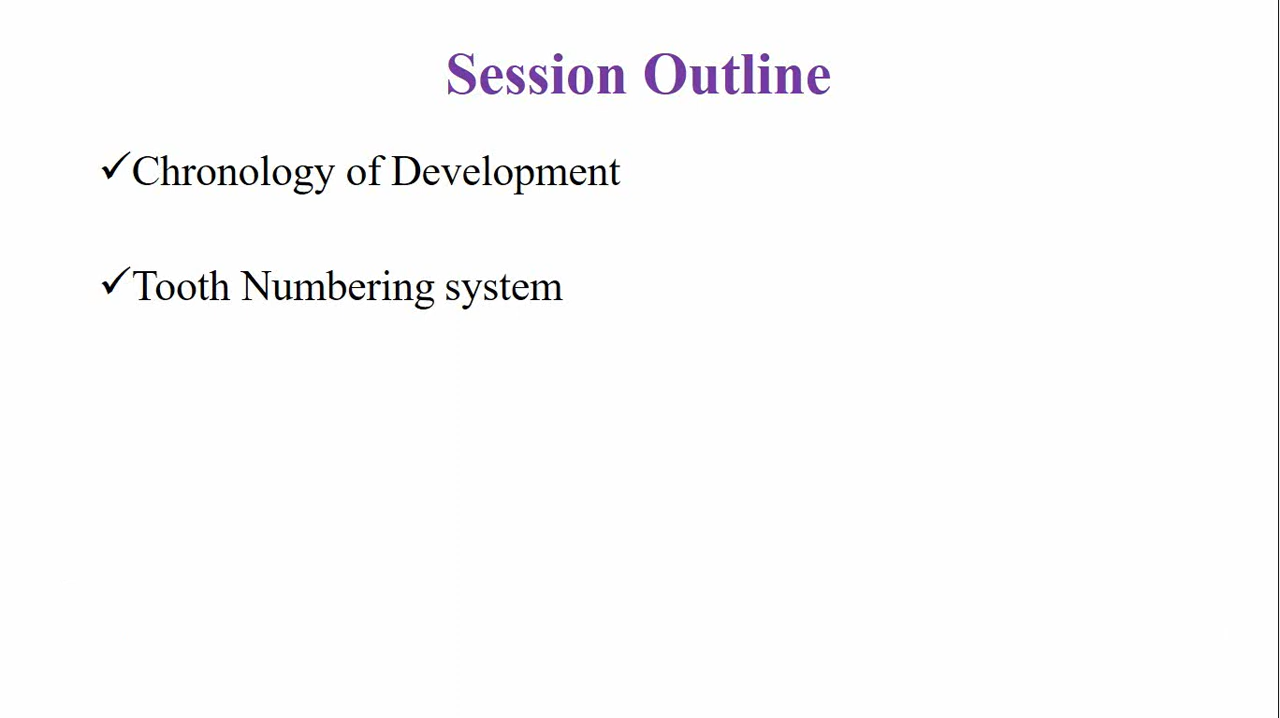 Session Outline
✓Chronology of Development
✓Tooth Numbering system